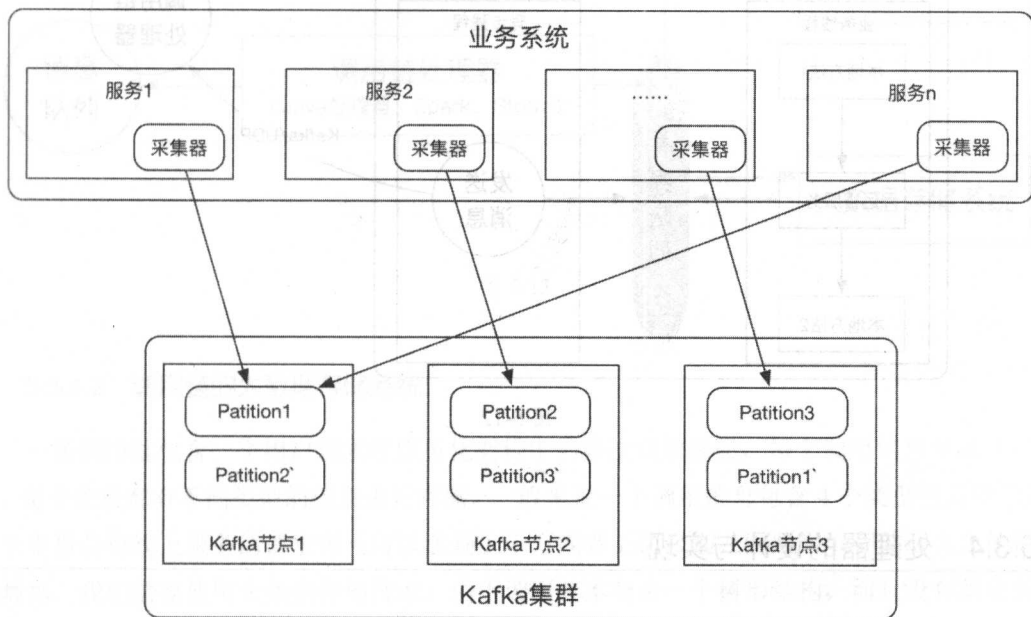 业务系统
服务1
服务2
……
服务n
采集器
采集器
采集器
采集器
Patition1
Patition2
Patition3
Patition2`
Patition3`
Patition1`
Kafka节点1
Kafka节点2
Kafka节点3
Kafka集群